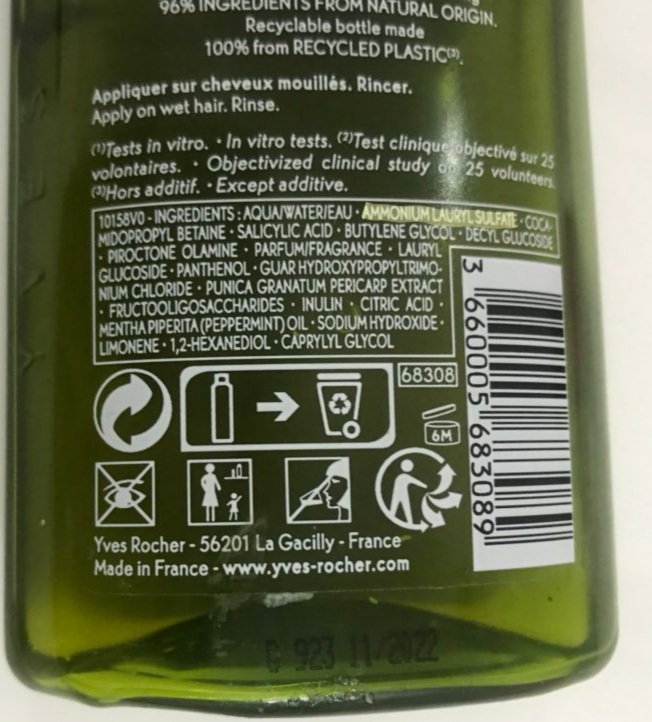 96% INGREDIENTS FROM NATURAL ORIGIN.
Recyclable bottle made
100% from RECYCLED PLASTIC(3).
Appliquer sur cheveux mouillés. Rincer.
Apply on wet hair. Rinse.
(1)Tests in vitro. • In vitro tests. (2)Test clinique objectivé sur 25
volontaires. • Objectivized clinical study on 25 volunteers.
(3)Hors additif. • Except additive.
10158V0 - INGREDIENTS : AQUA/WATER/EAU • AMMONIUM LAURYL SULFATE • COCA-
MIDOPROPYL BETAINE • SALICYLIC ACID • BUTYLENE GLYCOL • DECYL GLUCOSIDE
• PIROCTONE OLAMINE • PARFUM/FRAGRANCE • LAURYL
GLUCOSIDE • PANTHENOL • GUAR HYDROXYPROPYLTRIMO-
NIUM CHLORIDE • PUNICA GRANATUM PERICARP EXTRACT
• FRUCTOOLIGOSACCHARIDES • INULIN • CITRIC ACID •
MENTHA PIPERITA (PEPPERMINT) OIL • SODIUM HYDROXIDE •
LIMONENE • 1,2-HEXANEDIOL • CAPRYLYL GLYCOL
68308
6M
3 660005 683089
Yves Rocher - 56201 La Gacilly - France
Made in France - www.yves-rocher.com
923 11/2022